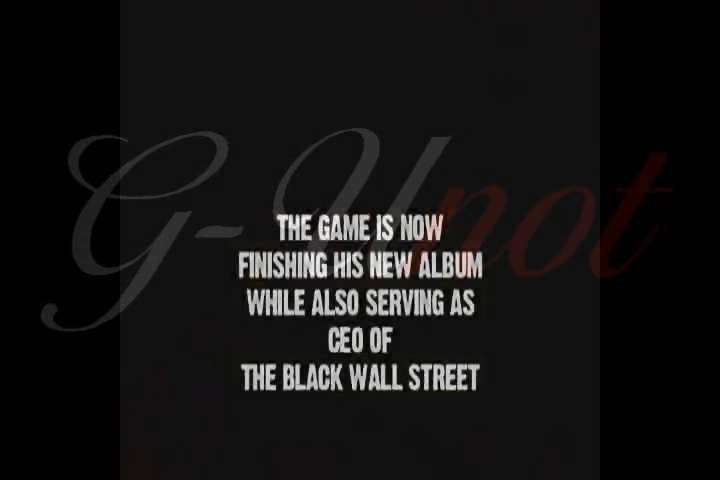 G-Unot
THE GAME IS NOW
FINISHING HIS NEW ALBUM
WHILE ALSO SERVING AS
CEO OF
THE BLACK WALL STREET